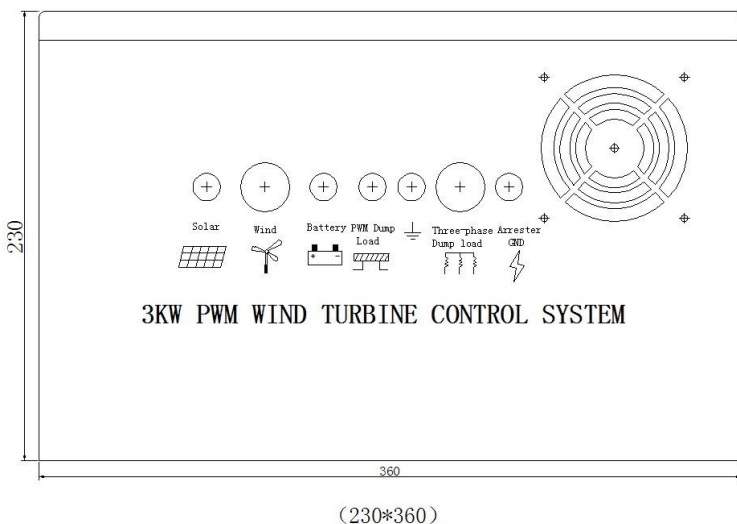 230
Solar
Wind
Battery
PWM Dump
Load
Three-phase
Dump load
Arrester
GND
3KW PWM WIND TURBINE CONTROL SYSTEM
360
(230*360)